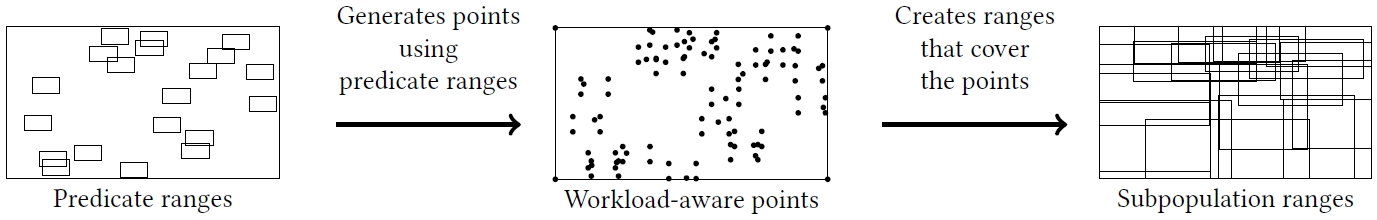 Generates points
using
predicate ranges
Creates ranges
that cover
the points
Predicate ranges
Workload-aware points
Subpopulation ranges